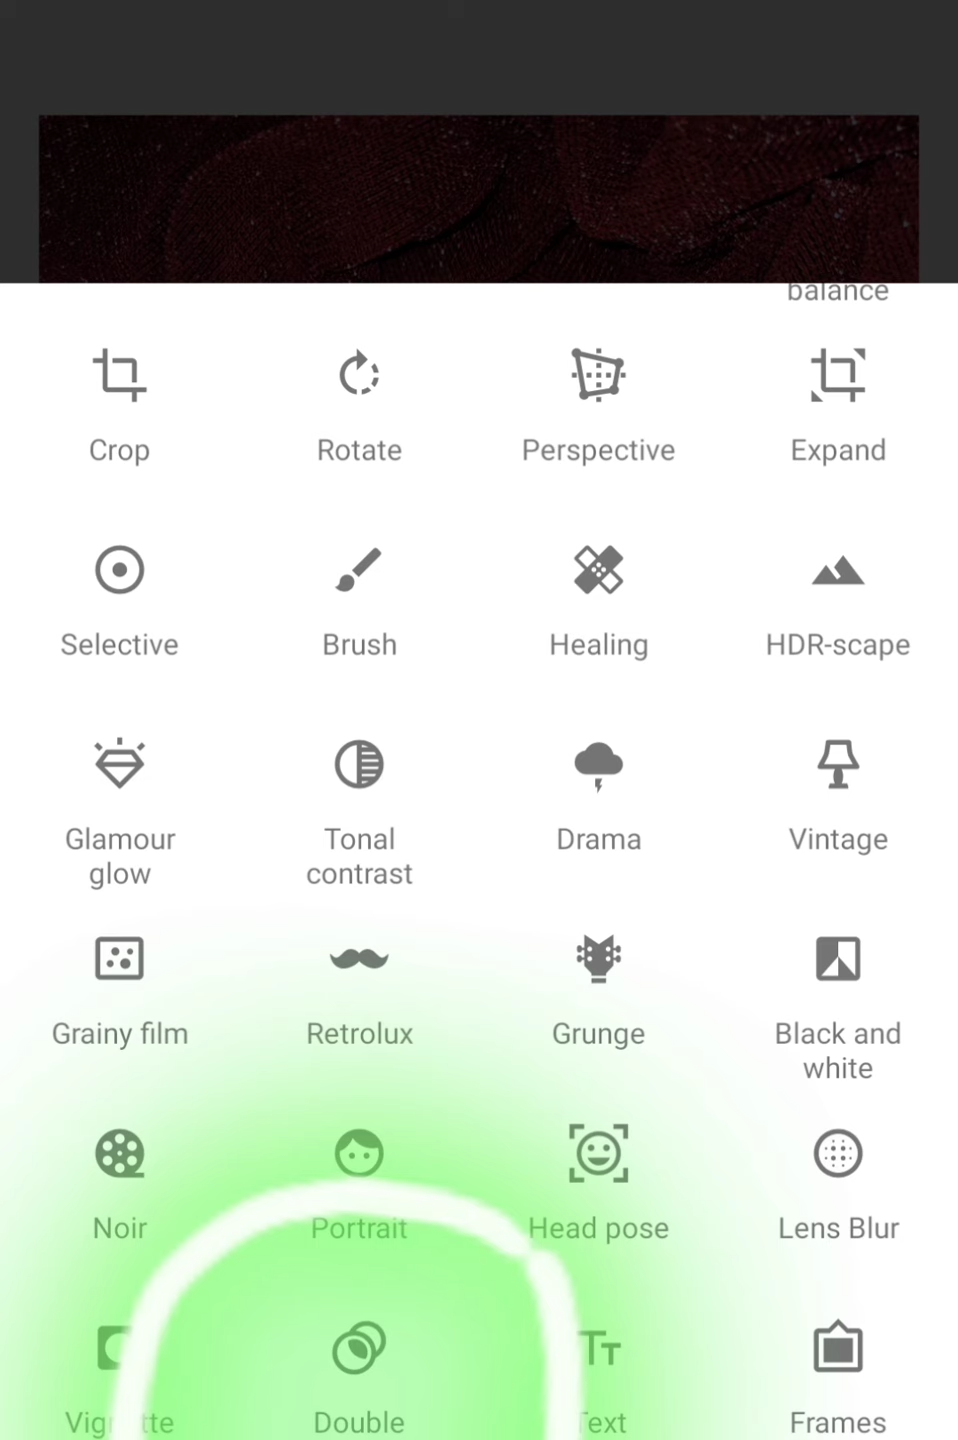 balance
Crop
Rotate
Perspective
Expand
Selective
Brush
Healing
HDR-scape
Glamour
glow
Tonal
contrast
Drama
Vintage
Grainy film
Retrolux
Grunge
Black and
white
Noir
Portrait
Head pose
Lens Blur
Double
Text
Frames